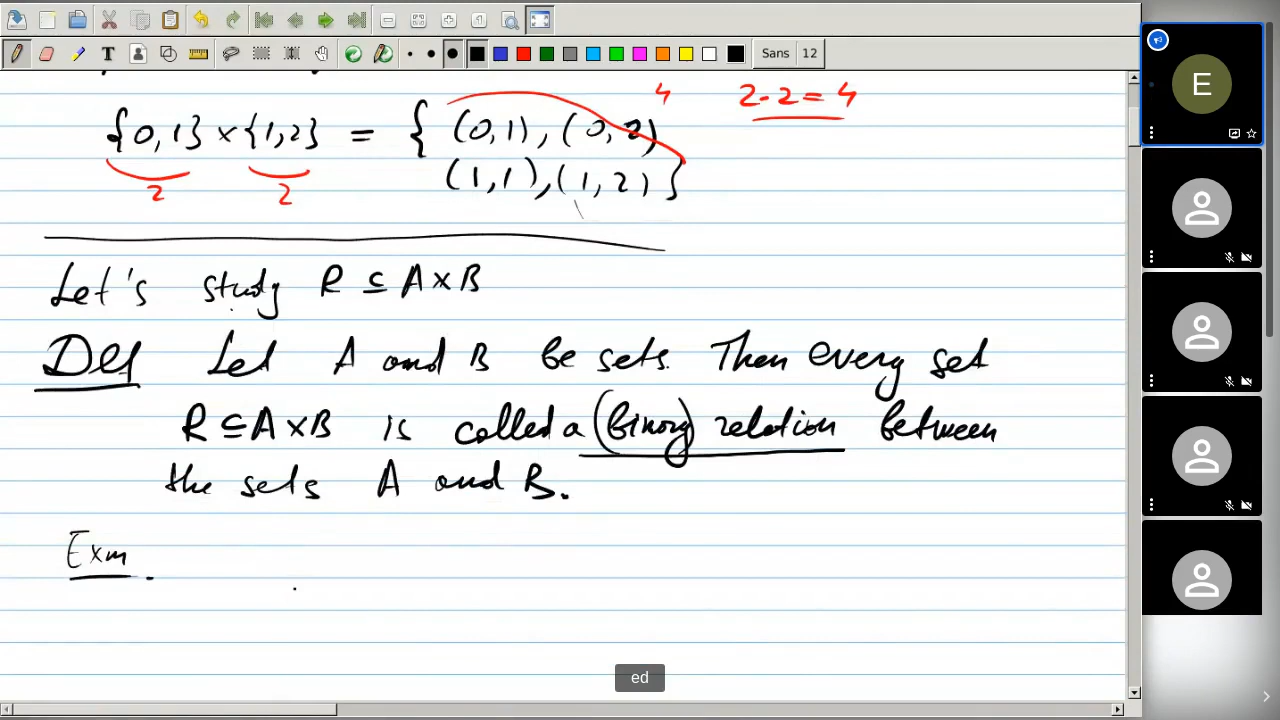 Sans 12
{0,1} × {1,2} = { (0,1), (0,2)
(1,1), (1,2) }
2 2 4 2·2=4
Let's study R ⊆ A×B
Def Let A and B be sets. Then every set
R ⊆ A×B is called a (binary) relation between
the sets A and B.
Exm.
ed
E